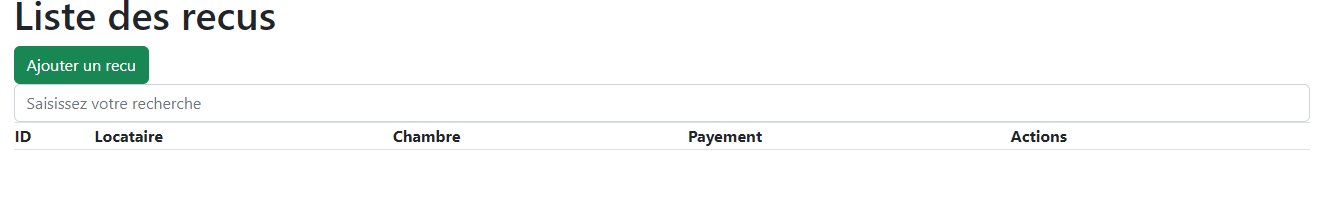 Liste des recus
Ajouter un recu
Saisissez votre recherche
ID Locataire Chambre Payement Actions